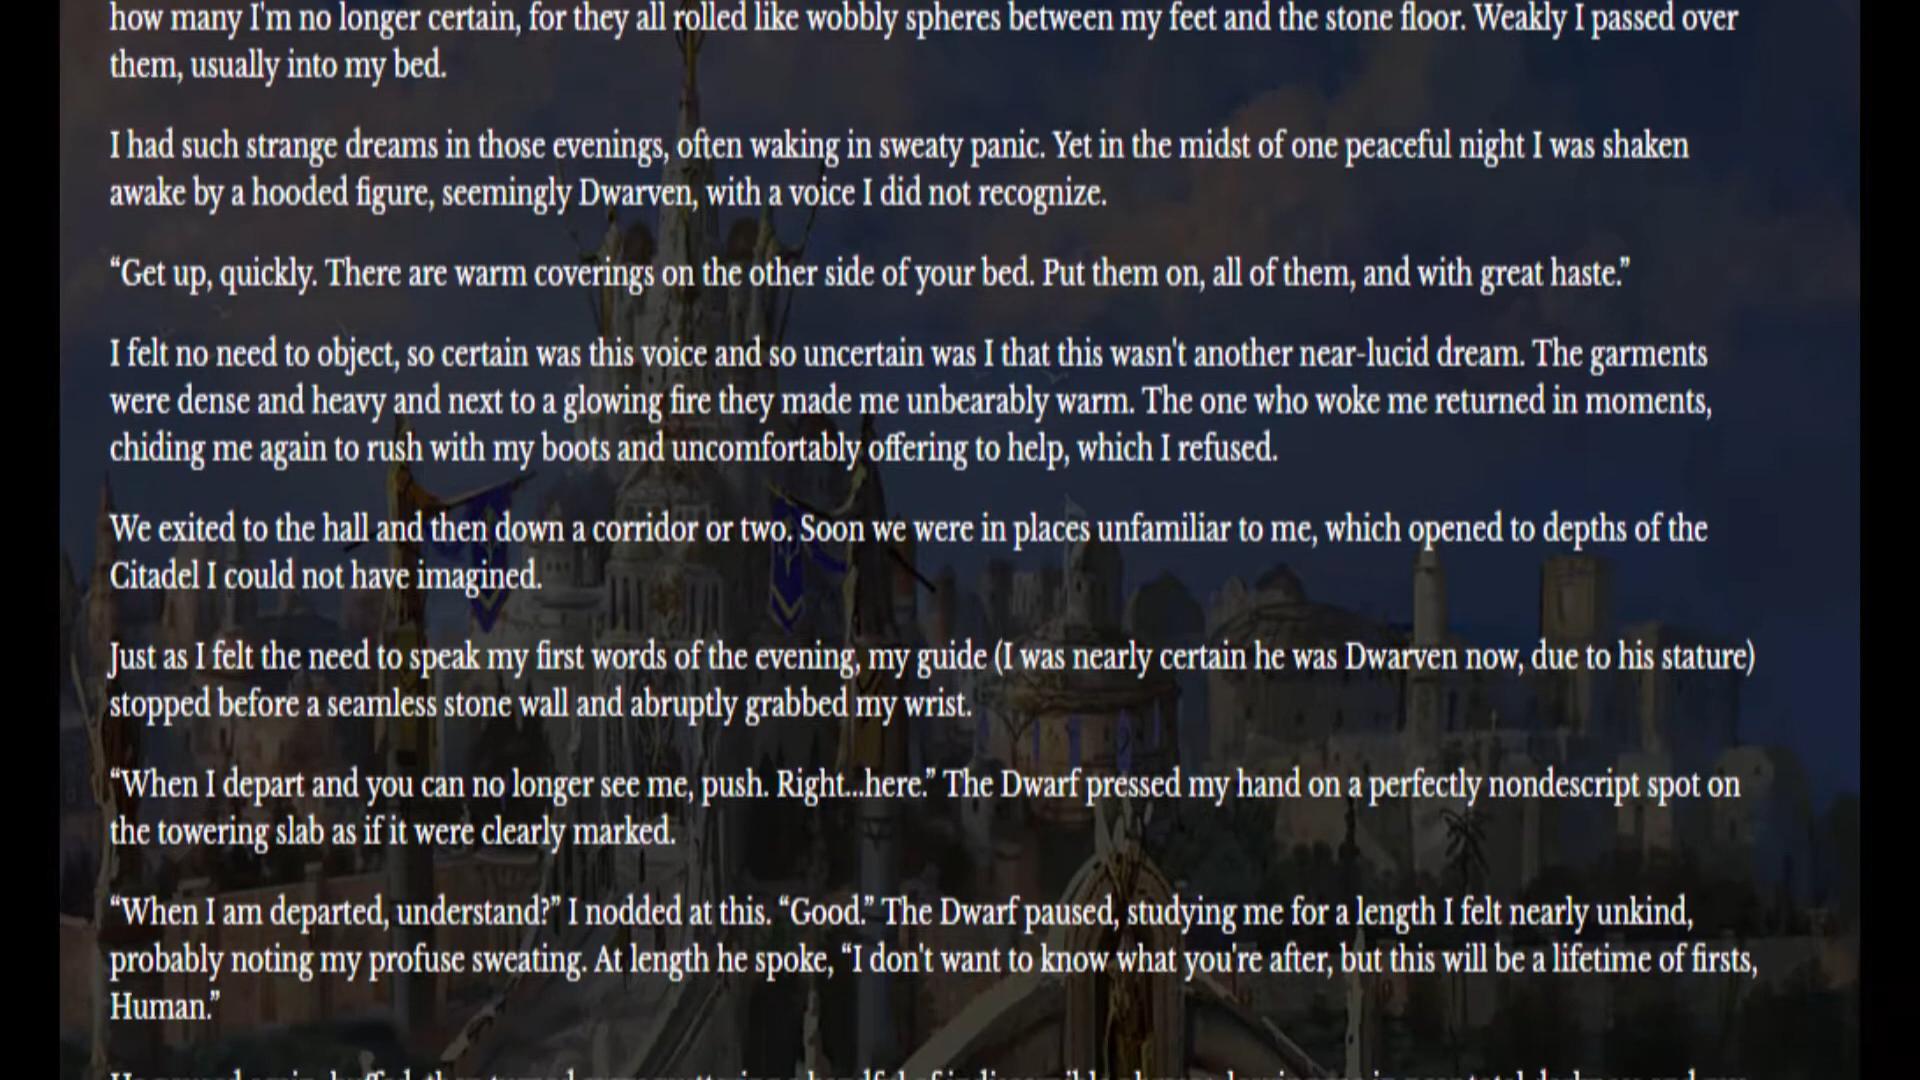 how many I'm no longer certain, for they all rolled like wobbly spheres between my feet and the stone floor. Weakly I passed over
them, usually into my bed.
I had such strange dreams in those evenings, often waking in sweaty panic. Yet in the midst of one peaceful night I was shaken
awake by a hooded figure, seemingly Dwarven, with a voice I did not recognize.
“Get up, quickly. There are warm coverings on the other side of your bed. Put them on, all of them, and with great haste.”
I felt no need to object, so certain was this voice and so uncertain was I that this wasn't another near-lucid dream. The garments
were dense and heavy and next to a glowing fire they made me unbearably warm. The one who woke me returned in moments,
chiding me again to rush with my boots and uncomfortably offering to help, which I refused.
We exited to the hall and then down a corridor or two. Soon we were in places unfamiliar to me, which opened to depths of the
Citadel I could not have imagined.
Just as I felt the need to speak my first words of the evening, my guide (I was nearly certain he was Dwarven now, due to his stature)
stopped before a seamless stone wall and abruptly grabbed my wrist.
“When I depart and you can no longer see me, push. Right...here.” The Dwarf pressed my hand on a perfectly nondescript spot on
the towering slab as if it were clearly marked.
“When I am departed, understand?” I nodded at this. “Good.” The Dwarf paused, studying me for a length I felt nearly unkind,
probably noting my profuse sweating. At length he spoke, “I don't want to know what you're after, but this will be a lifetime of firsts,
Human.”